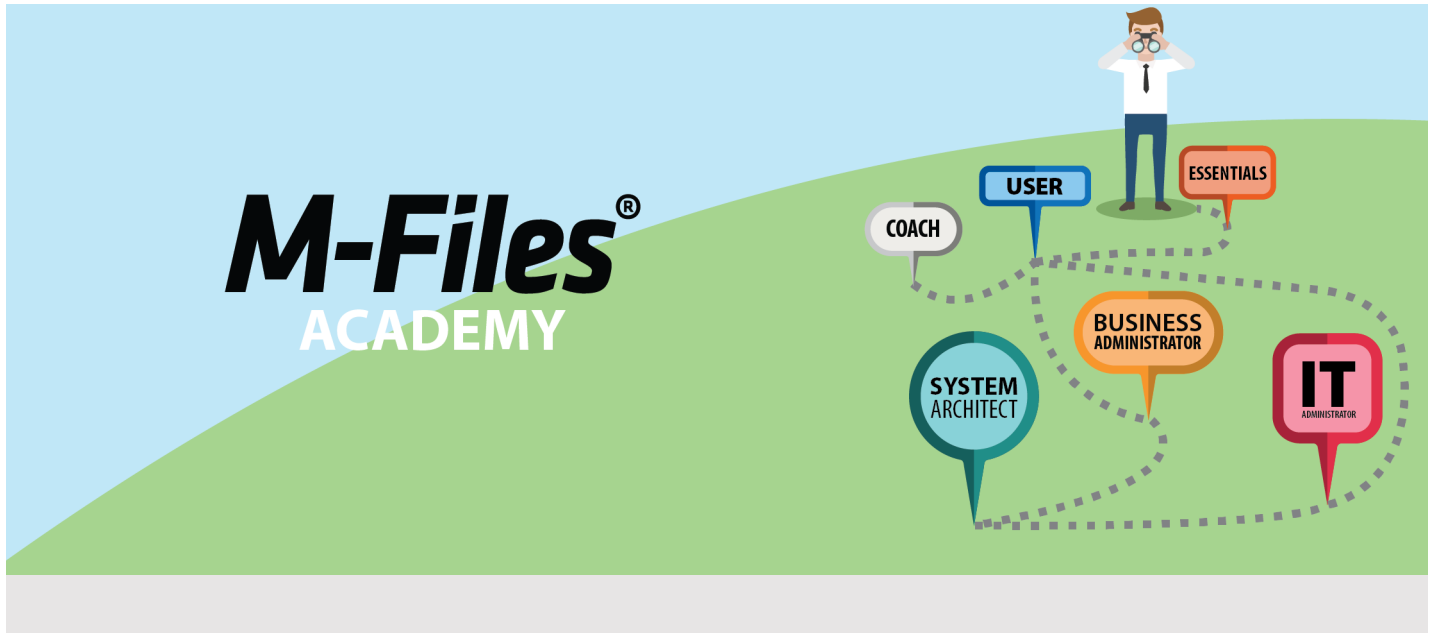 M-Files®
ACADEMY
ESSENTIALS
USER
COACH
BUSINESS
ADMINISTRATOR
SYSTEM
ARCHITECT
IT
ADMINISTRATOR